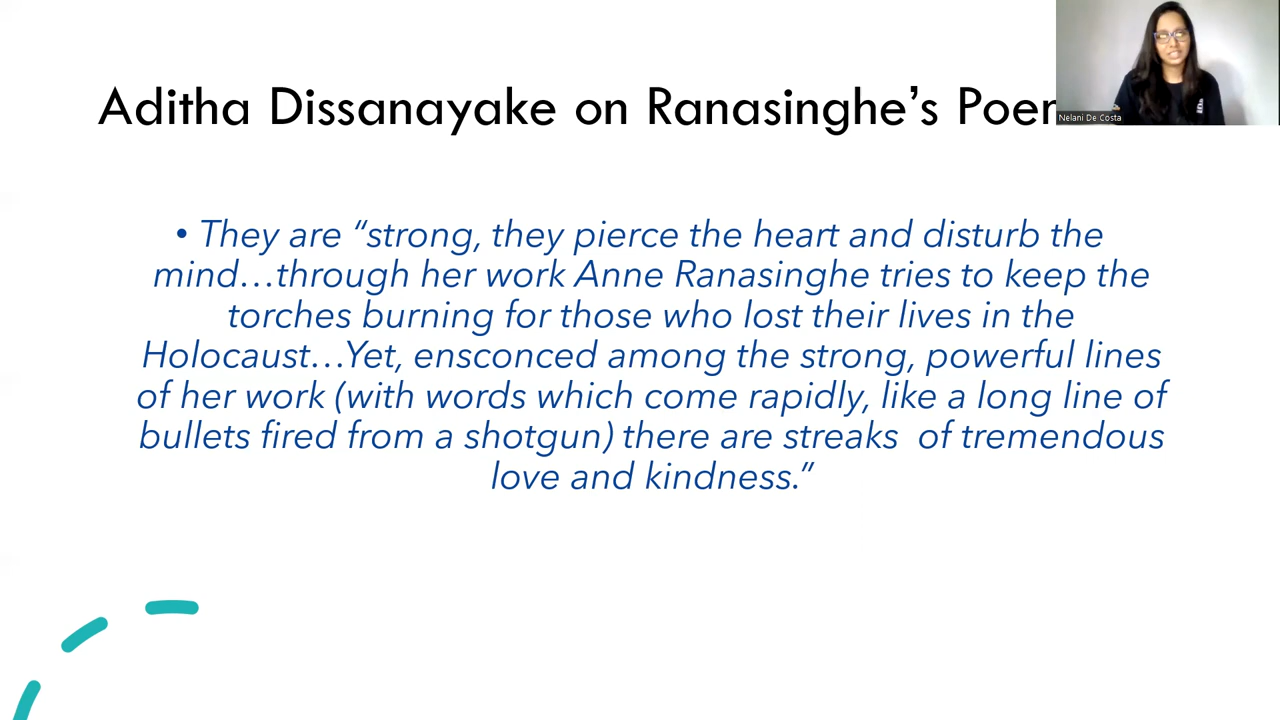 Aditha Dissanayake on Ranasinghe’s Poem
Nelani De Costa
• They are “strong, they pierce the heart and disturb the
mind…through her work Anne Ranasinghe tries to keep the
torches burning for those who lost their lives in the
Holocaust…Yet, ensconced among the strong, powerful lines
of her work (with words which come rapidly, like a long line of
bullets fired from a shotgun) there are streaks  of tremendous
love and kindness.”